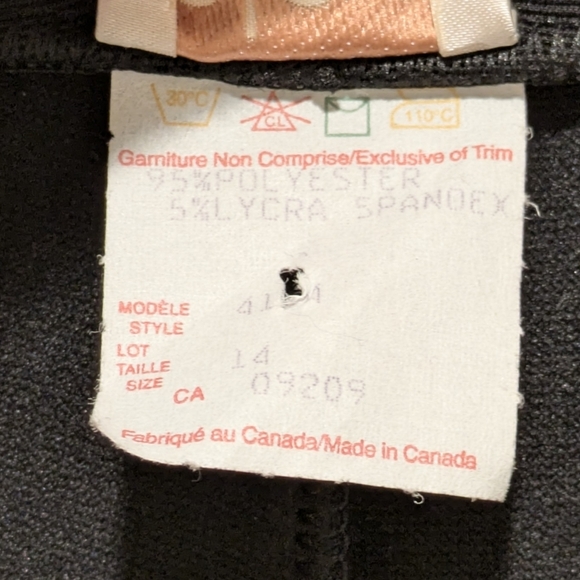 30°C
CL
110°C
Garniture Non Comprise/Exclusive of Trim
95%POLYESTER
5%LYCRA SPANDEX
MODÈLE
STYLE
LOT
14
TAILLE
SIZE
CA
09209
Fabriqué au Canada/Made in Canada